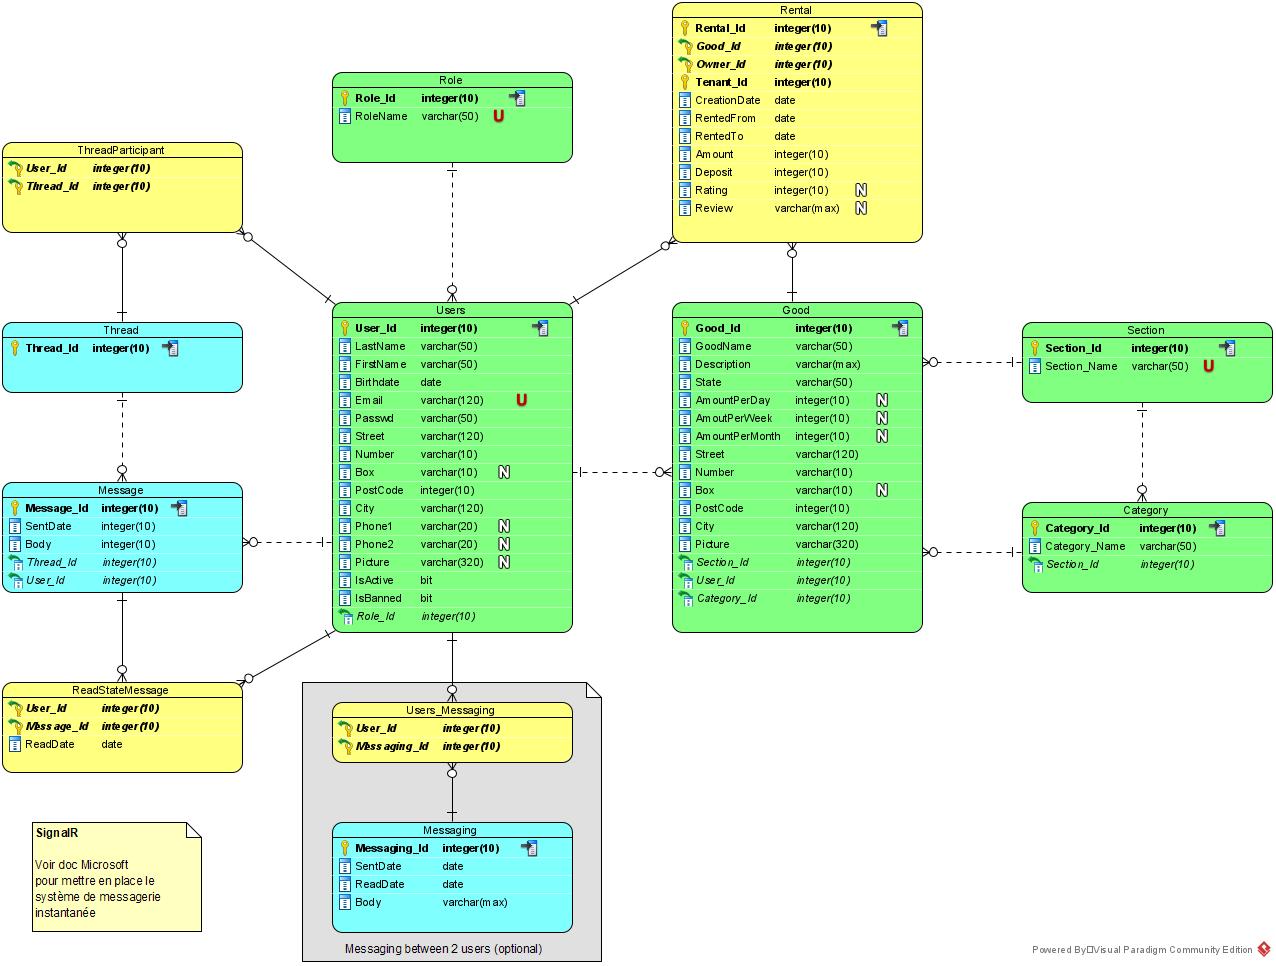 Rental
Rental_Id integer(10)
Good_Id integer(10)
Owner_Id integer(10)
Tenant_Id integer(10)
CreationDate date
RentedFrom date
RentedTo date
Amount integer(10)
Deposit integer(10)
Rating integer(10) N
Review varchar(max) N
Role
Role_Id integer(10)
RoleName varchar(50) U
ThreadParticipant
User_Id integer(10)
Thread_Id integer(10)
Thread
Thread_Id integer(10)
Users
User_Id integer(10)
LastName varchar(50)
FirstName varchar(50)
Birthdate date
Email varchar(120) U
Passwd varchar(50)
Street varchar(120)
Number varchar(10)
Box varchar(10) N
PostCode integer(10)
City varchar(120)
Phone1 varchar(20) N
Phone2 varchar(20) N
Picture varchar(320) N
IsActive bit
IsBanned bit
Role_Id integer(10)
Good
Good_Id integer(10)
GoodName varchar(50)
Description varchar(max)
State varchar(50)
AmountPerDay integer(10) N
AmoutPerWeek integer(10) N
AmountPerMonth integer(10) N
Street varchar(120)
Number varchar(10)
Box varchar(10) N
PostCode integer(10)
City varchar(120)
Picture varchar(320)
Section_Id integer(10)
User_Id integer(10)
Category_Id integer(10)
Section
Section_Id integer(10)
Section_Name varchar(50) U
Category
Category_Id integer(10)
Category_Name varchar(50)
Section_Id integer(10)
Message
Message_Id integer(10)
SentDate integer(10)
Body integer(10)
Thread_Id integer(10)
User_Id integer(10)
ReadStateMessage
User_Id integer(10)
Message_Id integer(10)
ReadDate date
Users_Messaging
User_Id integer(10)
Messaging_Id integer(10)
Messaging
Messaging_Id integer(10)
SentDate date
ReadDate date
Body varchar(max)
Messaging between 2 users (optional)
SignalR
Voir doc Microsoft
pour mettre en place le
système de messagerie
instantanée
Powered By□Visual Paradigm Community Edition